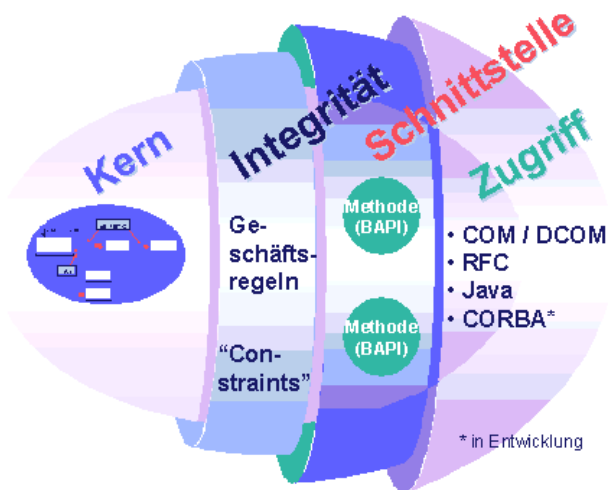 Kern
Integrität
Schnittstelle
Zugriff
Ge-
schäfts-
regeln
“Con-
straints”
Methode
(BAPI)
Methode
(BAPI)
• COM / DCOM
• RFC
• Java
• CORBA*
* in Entwicklung